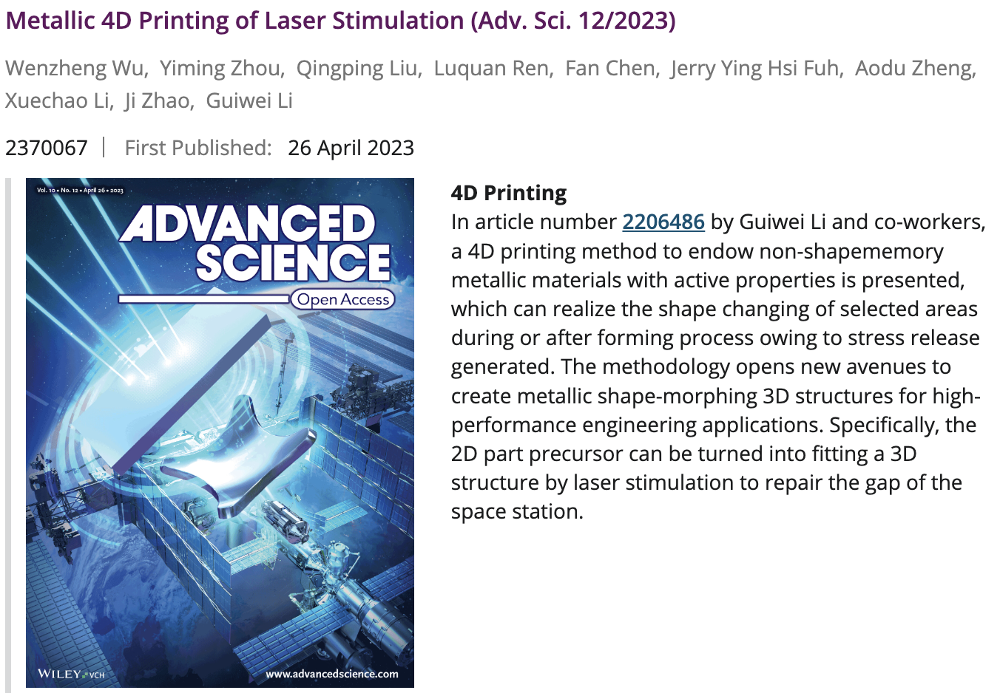 Metallic 4D Printing of Laser Stimulation (Adv. Sci. 12/2023)
Wenzheng Wu, Yiming Zhou, Qingping Liu, Luquan Ren, Fan Chen, Jerry Ying Hsi Fuh, Aodu Zheng,
Xuechao Li, Ji Zhao, Guiwei Li
2370067 | First Published: 26 April 2023
Vol. 10 • No. 12 • April 26 • 2023
ADVANCED
SCIENCE
Open Access
WILEY-VCH
www.advancedscience.com
4D Printing
In article number 2206486 by Guiwei Li and co-workers,
a 4D printing method to endow non-shapememory
metallic materials with active properties is presented,
which can realize the shape changing of selected areas
during or after forming process owing to stress release
generated. The methodology opens new avenues to
create metallic shape-morphing 3D structures for high-
performance engineering applications. Specifically, the
2D part precursor can be turned into fitting a 3D
structure by laser stimulation to repair the gap of the
space station.